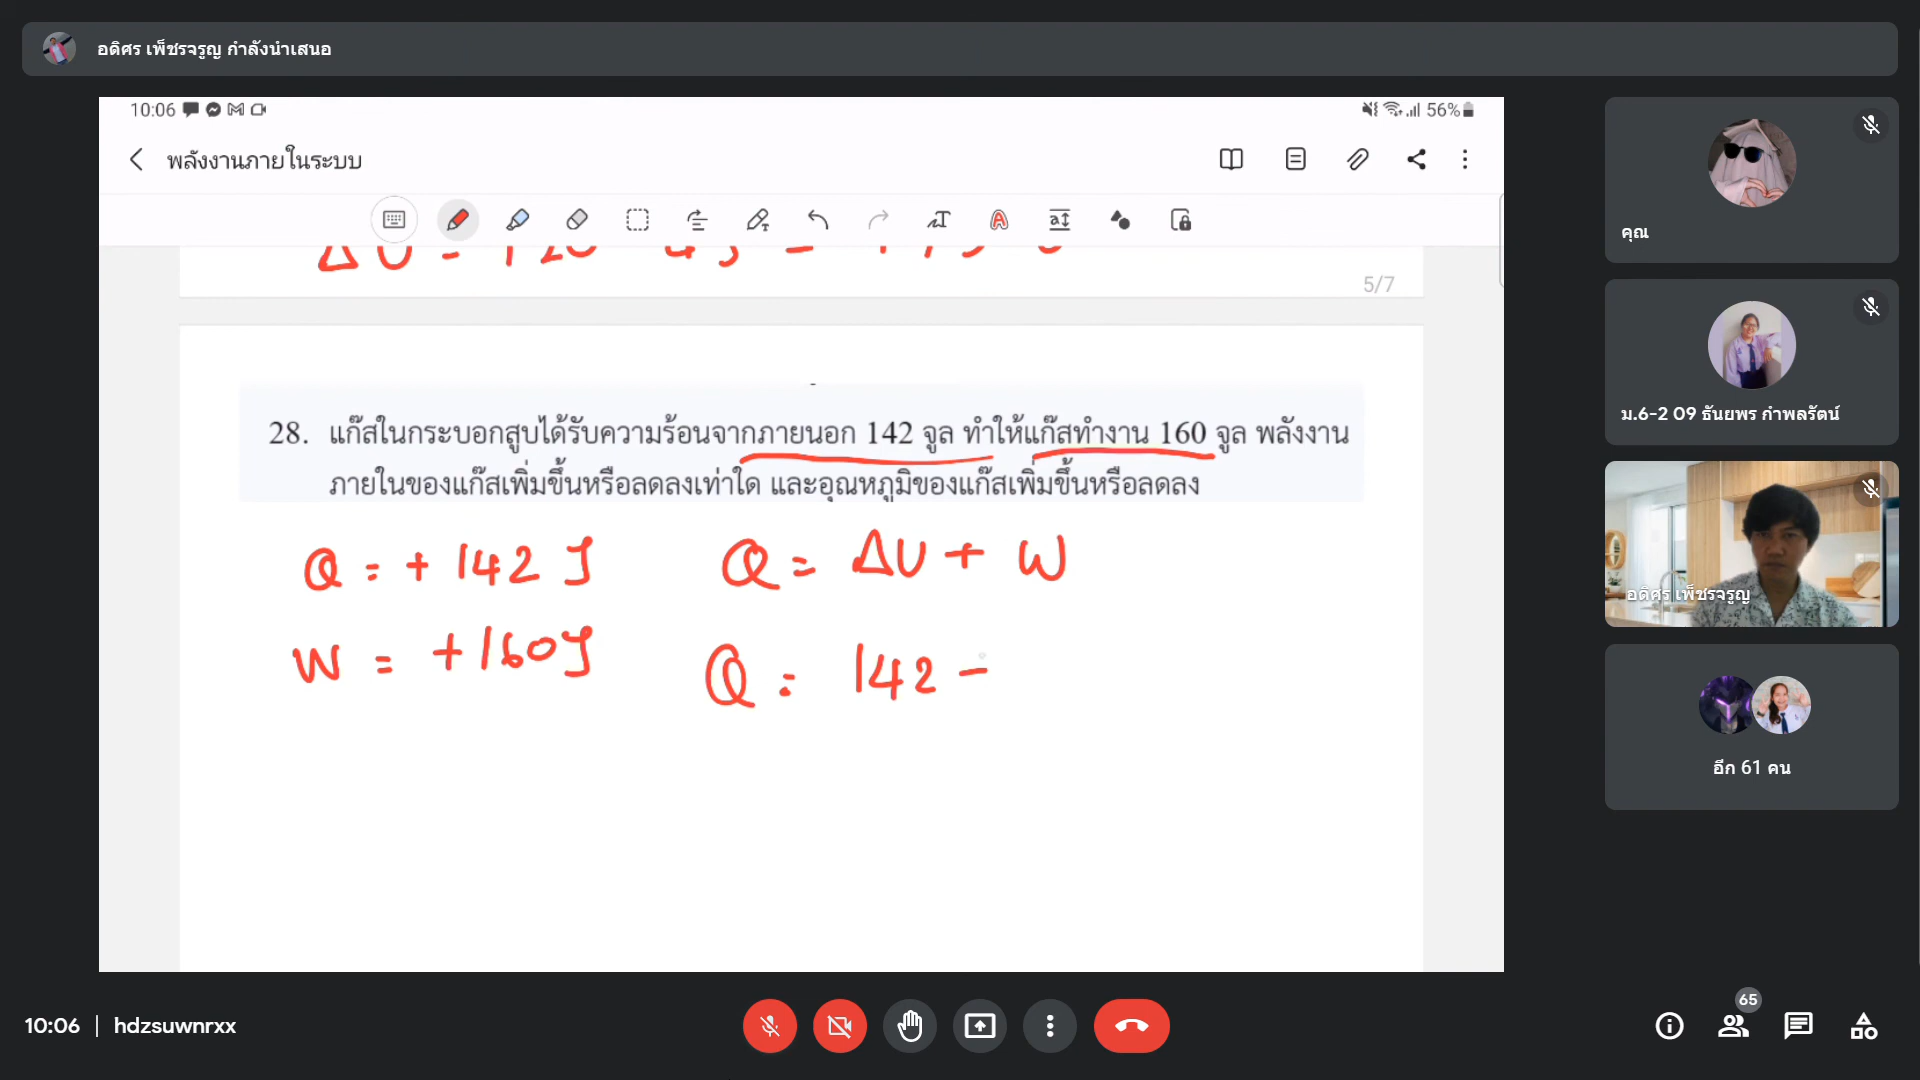 อดิศร เพ็ชรจรูญ กำลังนำเสนอ
10:06
56%
พลังงานภายในระบบ
5/7
28. แก๊สในกระบอกสูบได้รับความร้อนจากภายนอก 142 จูล ทำให้แก๊สทำงาน 160 จูล พลังงาน
ภายในของแก๊สเพิ่มขึ้นหรือลดลงเท่าใด และอุณหภูมิของแก๊สเพิ่มขึ้นหรือลดลง
Q = + 142 J
Q = ΔU + W
W = +160J
Q = 142 -
คุณ
ม.6-2 09 ธันยพร กำพลรัตน์
อดิศร เพ็ชรจรูญ
อีก 61 คน
10:06 | hdzsuwnrxx
65